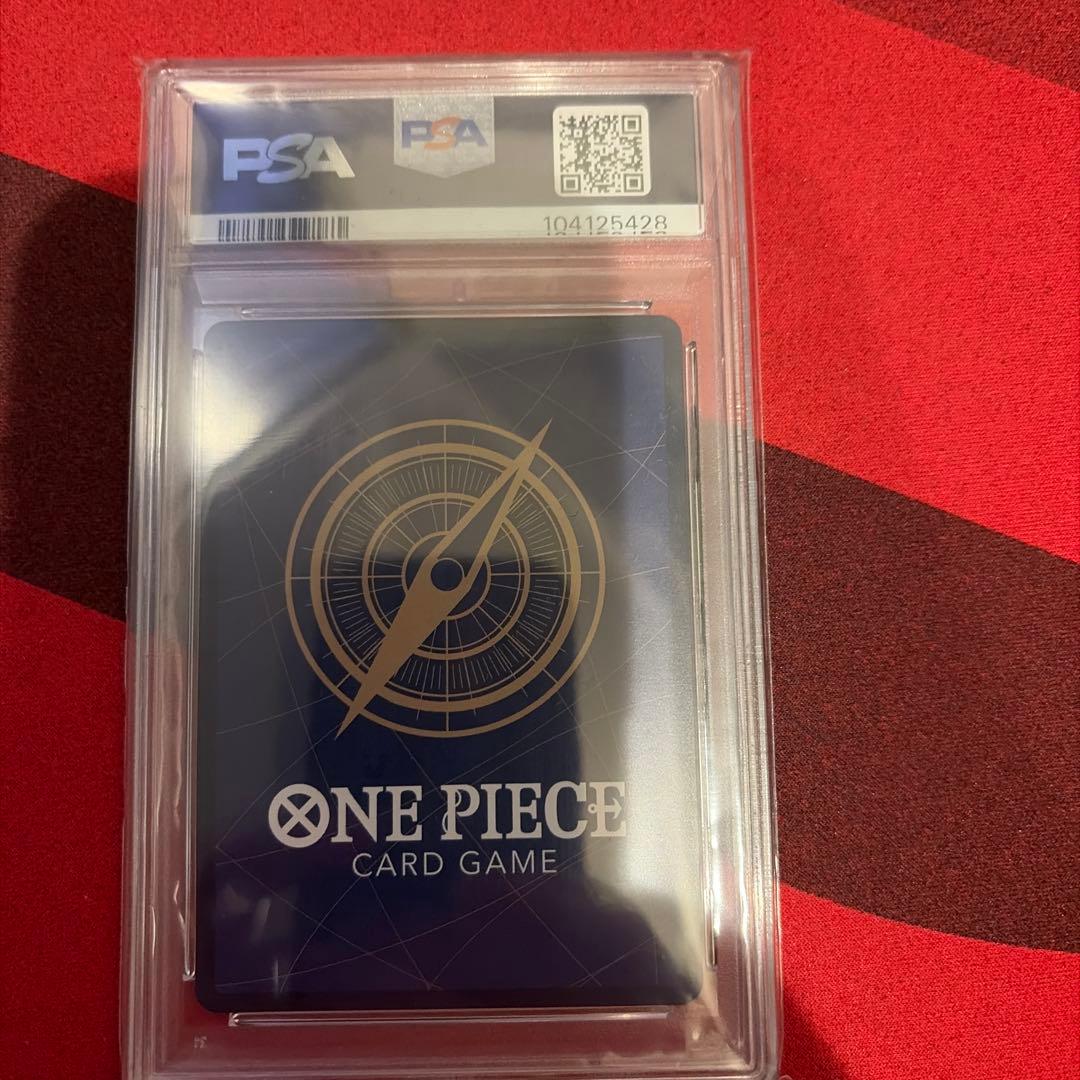 PSA
PSA
104125428
ONE PIECE
CARD GAME